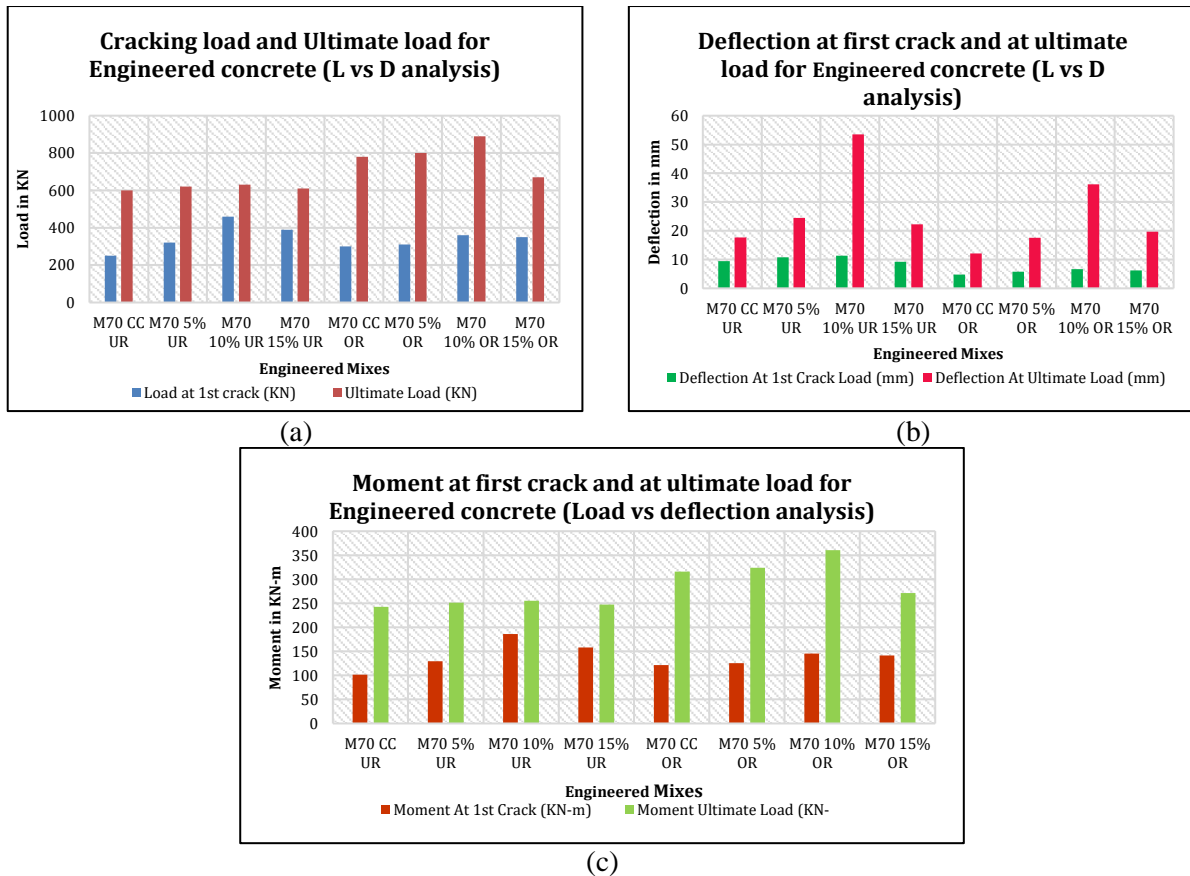 Cracking load and Ultimate load for
Engineered concrete (L vs D analysis)
1000
800
600
400
200
0
Load in KN
M70 CC UR
M70 5% UR
M70 10% UR
M70 15% UR
M70 CC OR
M70 5% OR
M70 10% OR
M70 15% OR
Engineered Mixes
Load at 1st crack (KN)
Ultimate Load (KN)
(a)
Deflection at first crack and at ultimate
load for Engineered concrete (L vs D
analysis)
60
50
40
30
20
10
0
Deflection in mm
M70 CC UR
M70 5% UR
M70 10% UR
M70 15% UR
M70 CC OR
M70 5% OR
M70 10% OR
M70 15% OR
Engineered Mixes
Deflection At 1st Crack Load (mm)
Deflection At Ultimate Load (mm)
(b)
Moment at first crack and at ultimate load for
Engineered concrete (Load vs deflection analysis)
400
350
300
250
200
150
100
50
0
Moment in KN-m
M70 CC UR
M70 5% UR
M70 10% UR
M70 15% UR
M70 CC OR
M70 5% OR
M70 10% OR
M70 15% OR
Engineered Mixes
Moment At 1st Crack (KN-m)
Moment Ultimate Load (KN-
(c)